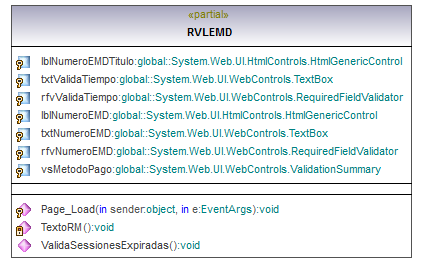 «partial»
RVLEMD
lblNumeroEMDTitulo:global::System.Web.UI.HtmlControls.HtmlGenericControl
txtValidaTiempo:global::System.Web.UI.WebControls.TextBox
rfvValidaTiempo:global::System.Web.UI.WebControls.RequiredFieldValidator
lblNumeroEMD:global::System.Web.UI.HtmlControls.HtmlGenericControl
txtNumeroEMD:global::System.Web.UI.WebControls.TextBox
rfvNumeroEMD:global::System.Web.UI.WebControls.RequiredFieldValidator
vsMetodoPago:global::System.Web.UI.WebControls.ValidationSummary
Page_Load(in sender:object, in e:EventArgs):void
TextoRM():void
ValidaSessionesExpiradas():void